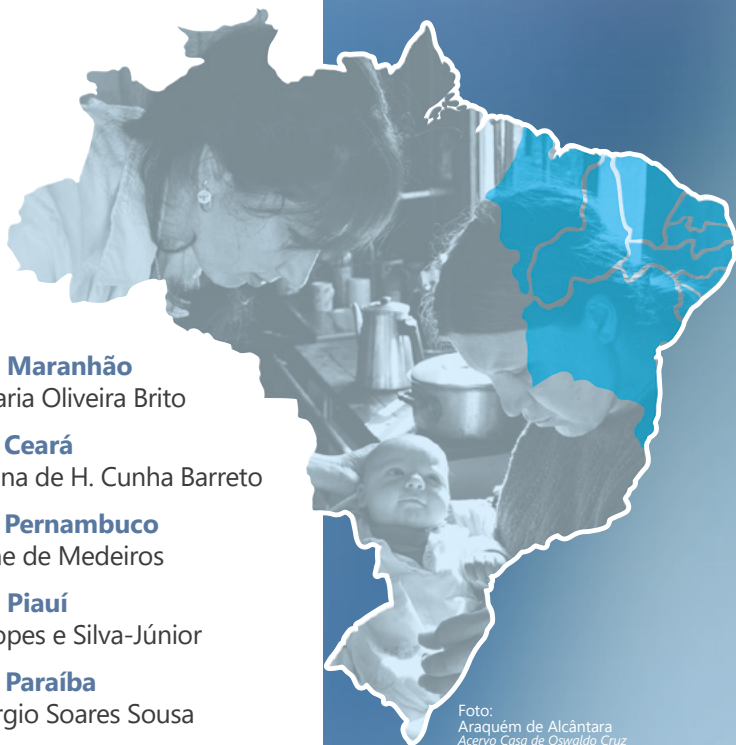 Maranhão
aria Oliveira Brito
Ceará
na de H. Cunha Barreto
Pernambuco
e de Medeiros
Piauí
opes e Silva-Júnior
Paraíba
rgio Soares Sousa
Foto:
Araquém de Alcântara
Acervo Casa de Oswaldo Cruz